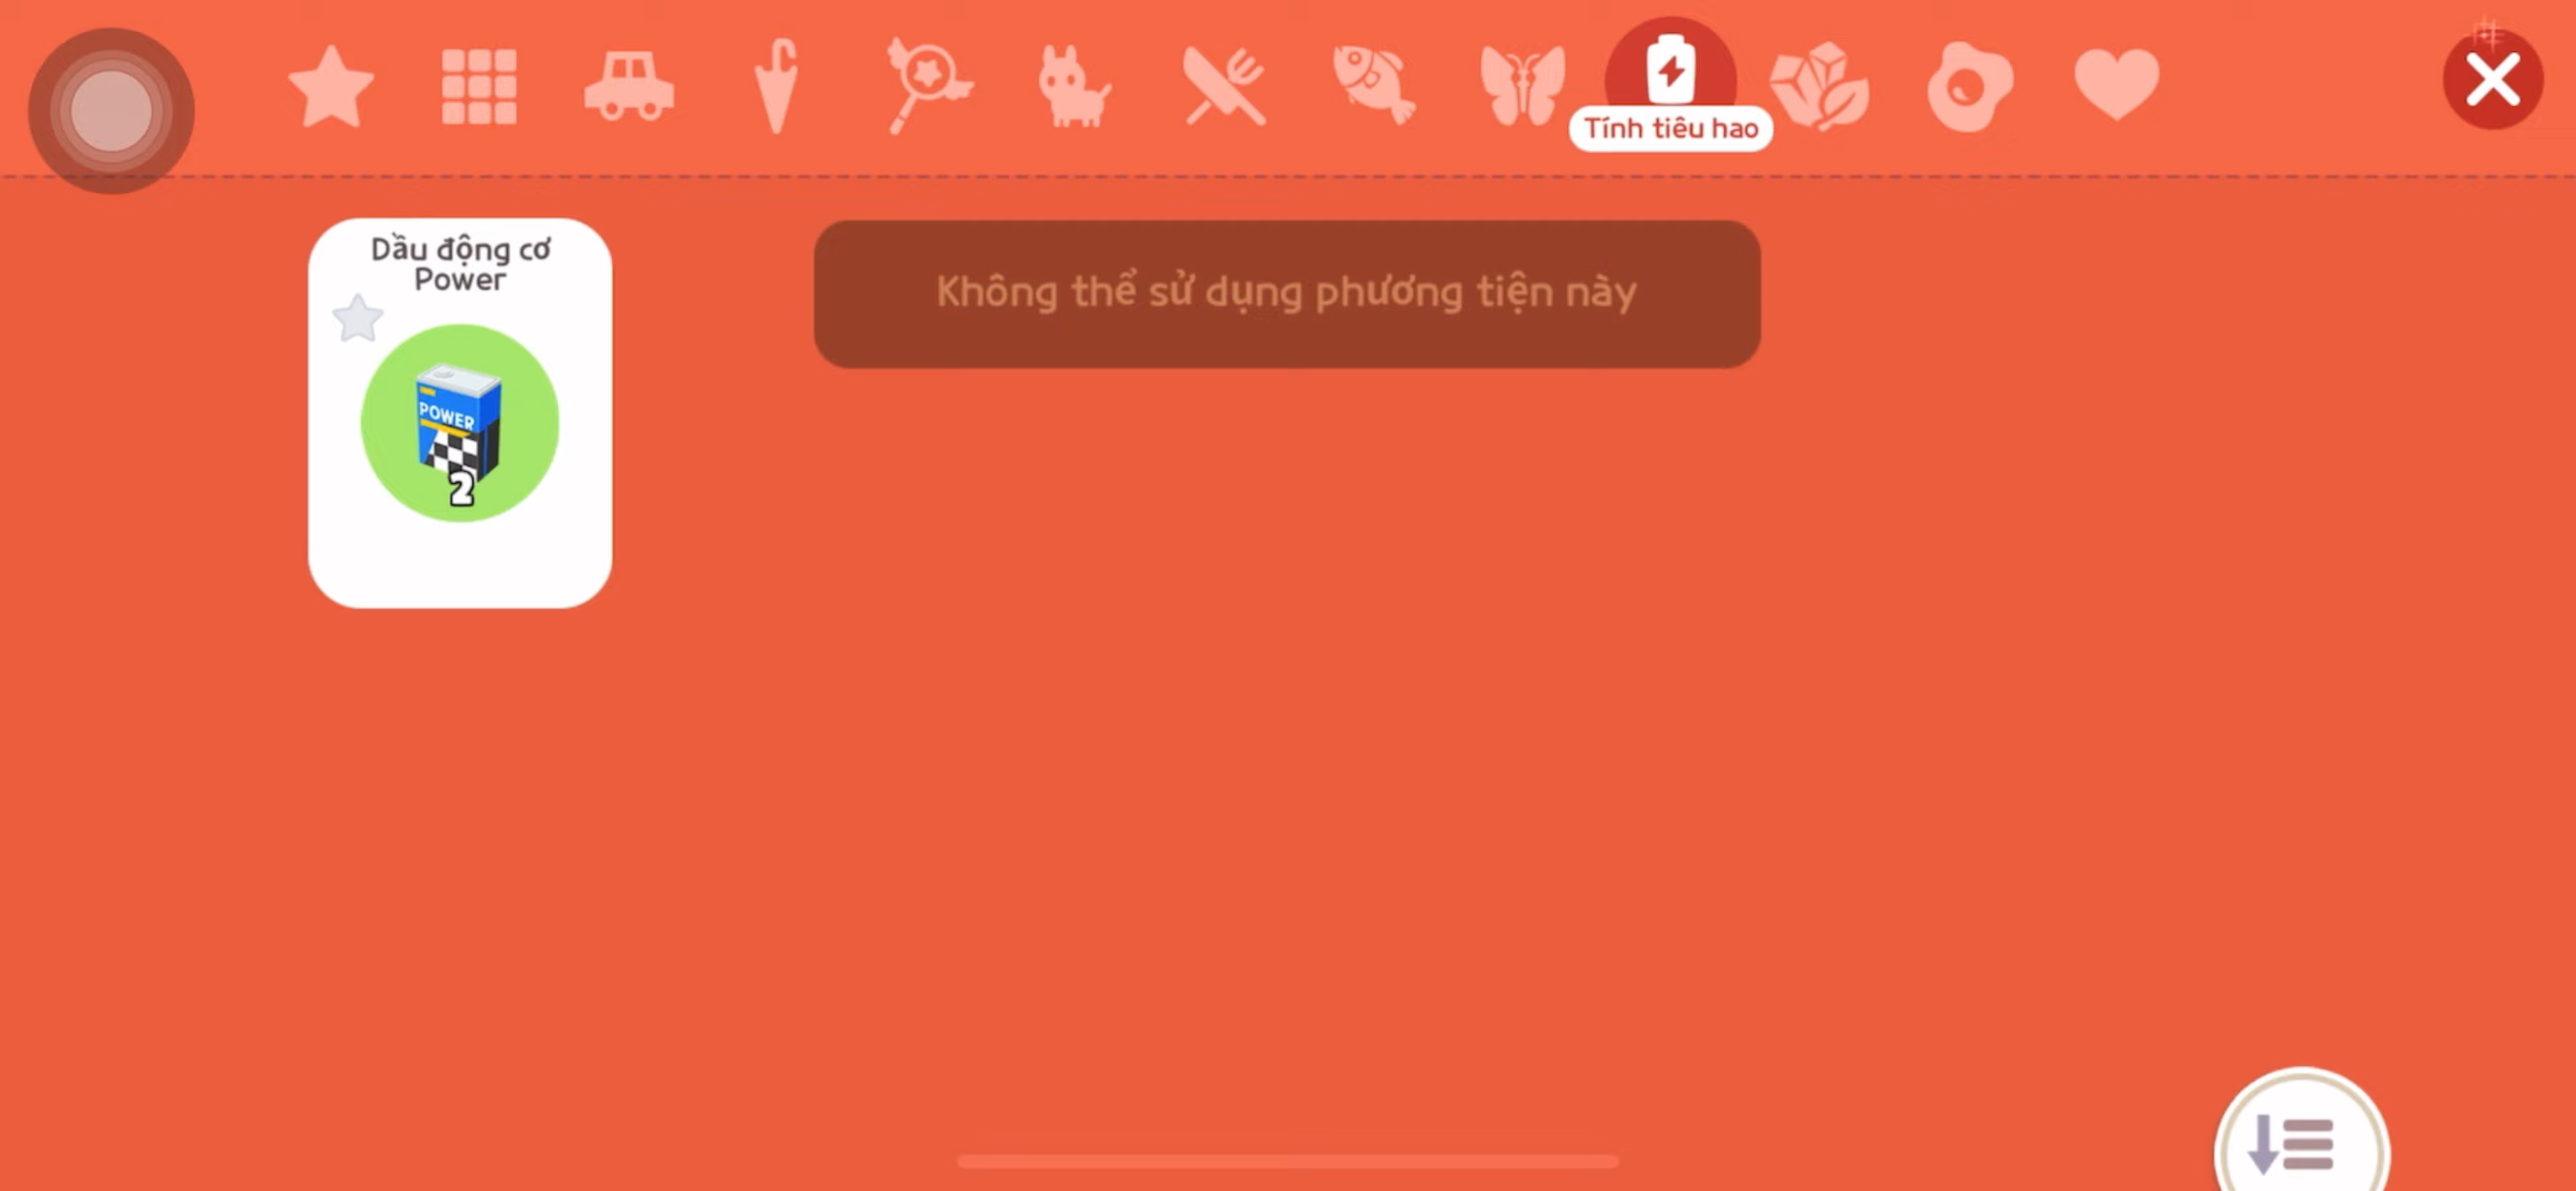 Tính tiêu hao
Dầu động cơ
Power
POWER
2
Không thể sử dụng phương tiện này